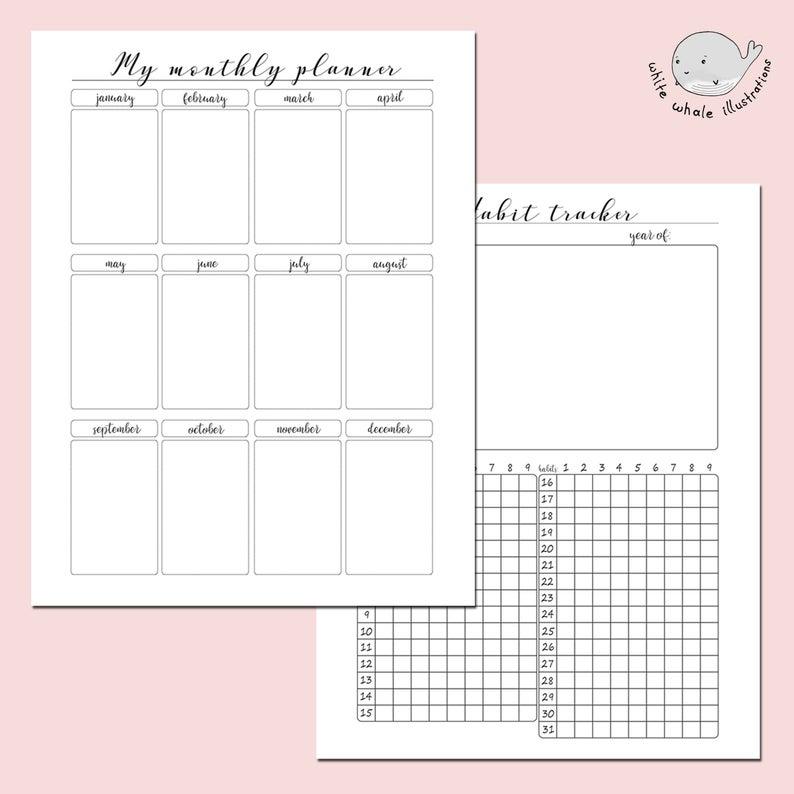 My monthly planner
january february march april
may june july august
september october november december
white whale illustrations
tracker
year of:
7 8 9 habits 1 2 3 4 5 6 7 8 9
16
17
18
19
20
21
22
23
24
9 25
10 26
11 27
12 28
13 29
14 30
15 31